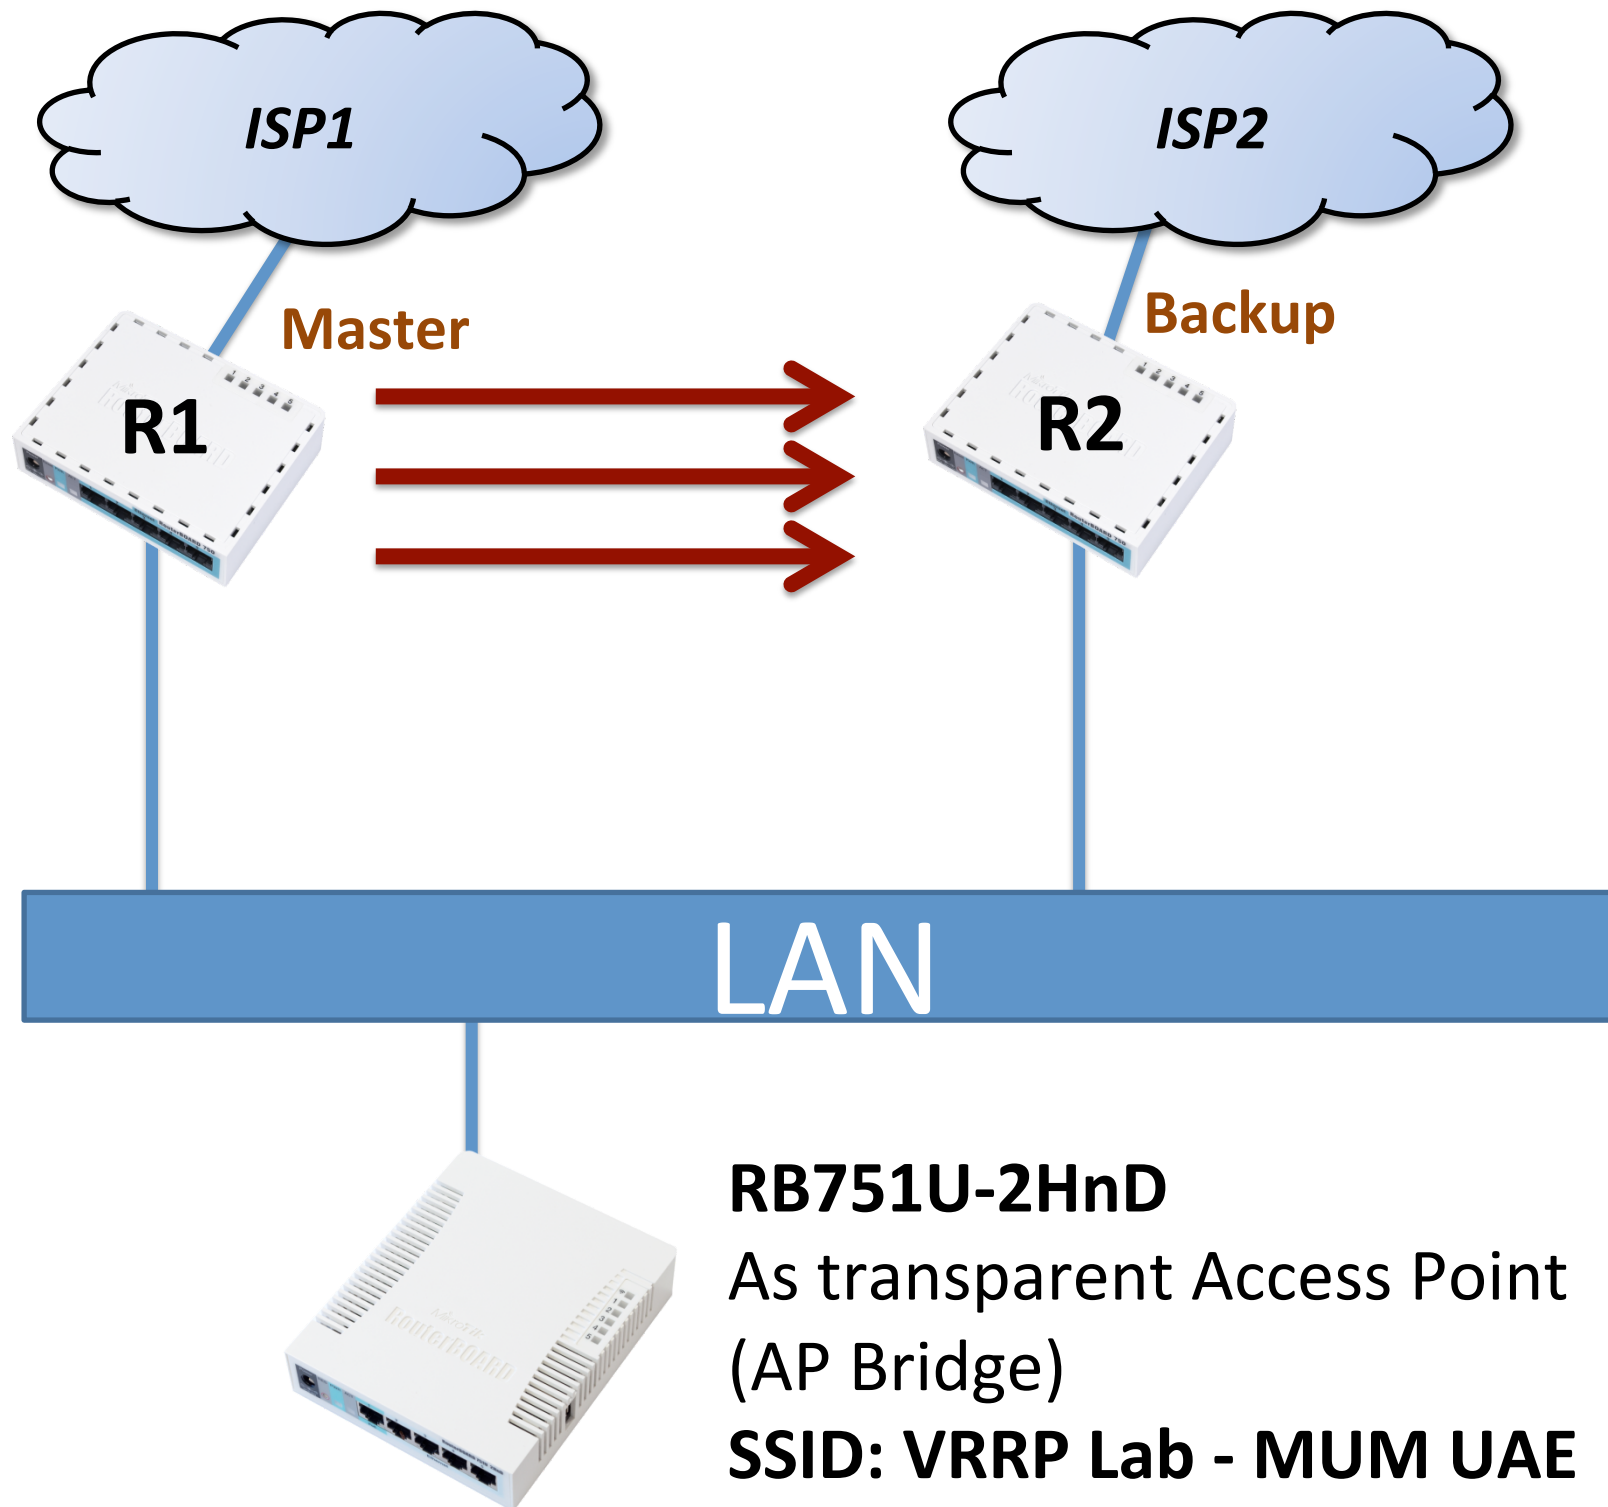 ISP1
ISP2
Master
Backup
R1
R2
LAN
RB751U-2HnD
As transparent Access Point
(AP Bridge)
SSID: VRRP Lab - MUM UAE
RouterBOARD